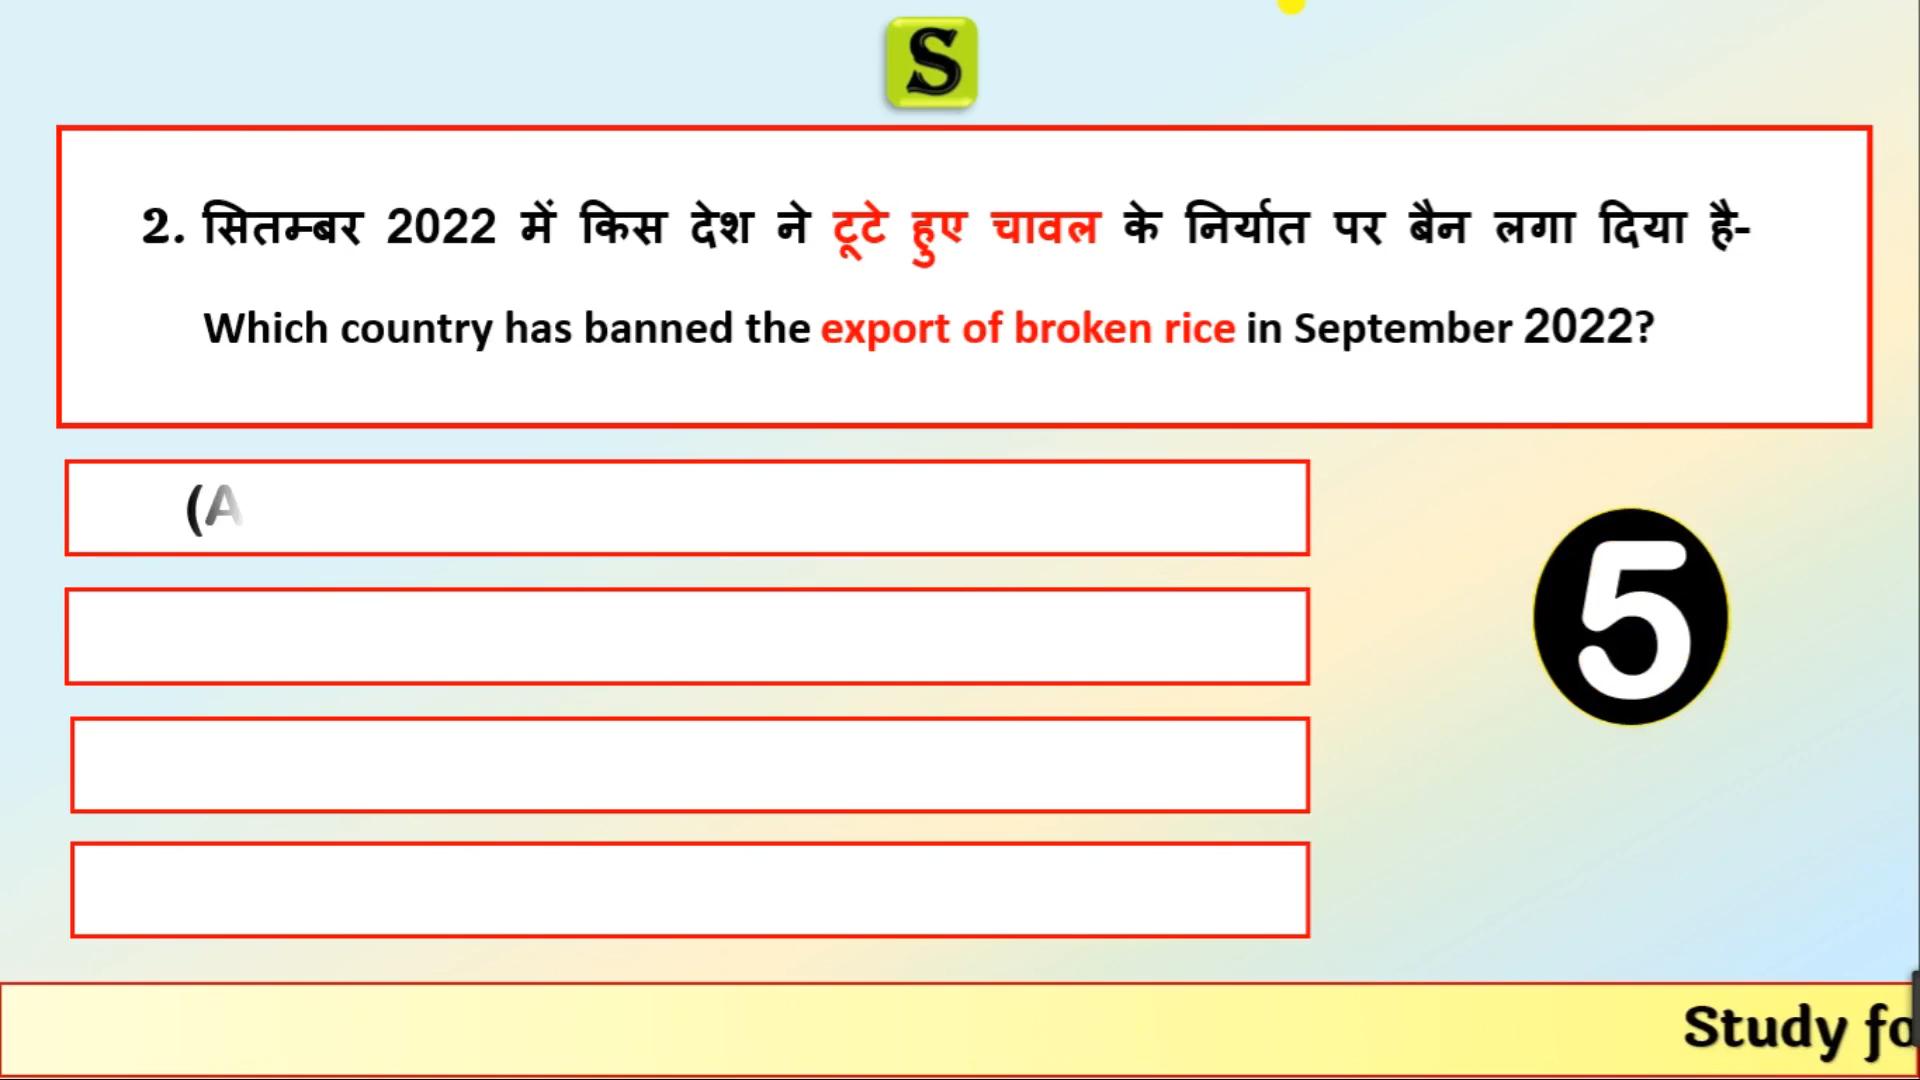 S
2. सितम्बर 2022 में किस देश ने टूटे हुए चावल के निर्यात पर बैन लगा दिया है-
Which country has banned the export of broken rice in September 2022?
(A
5
Study fo